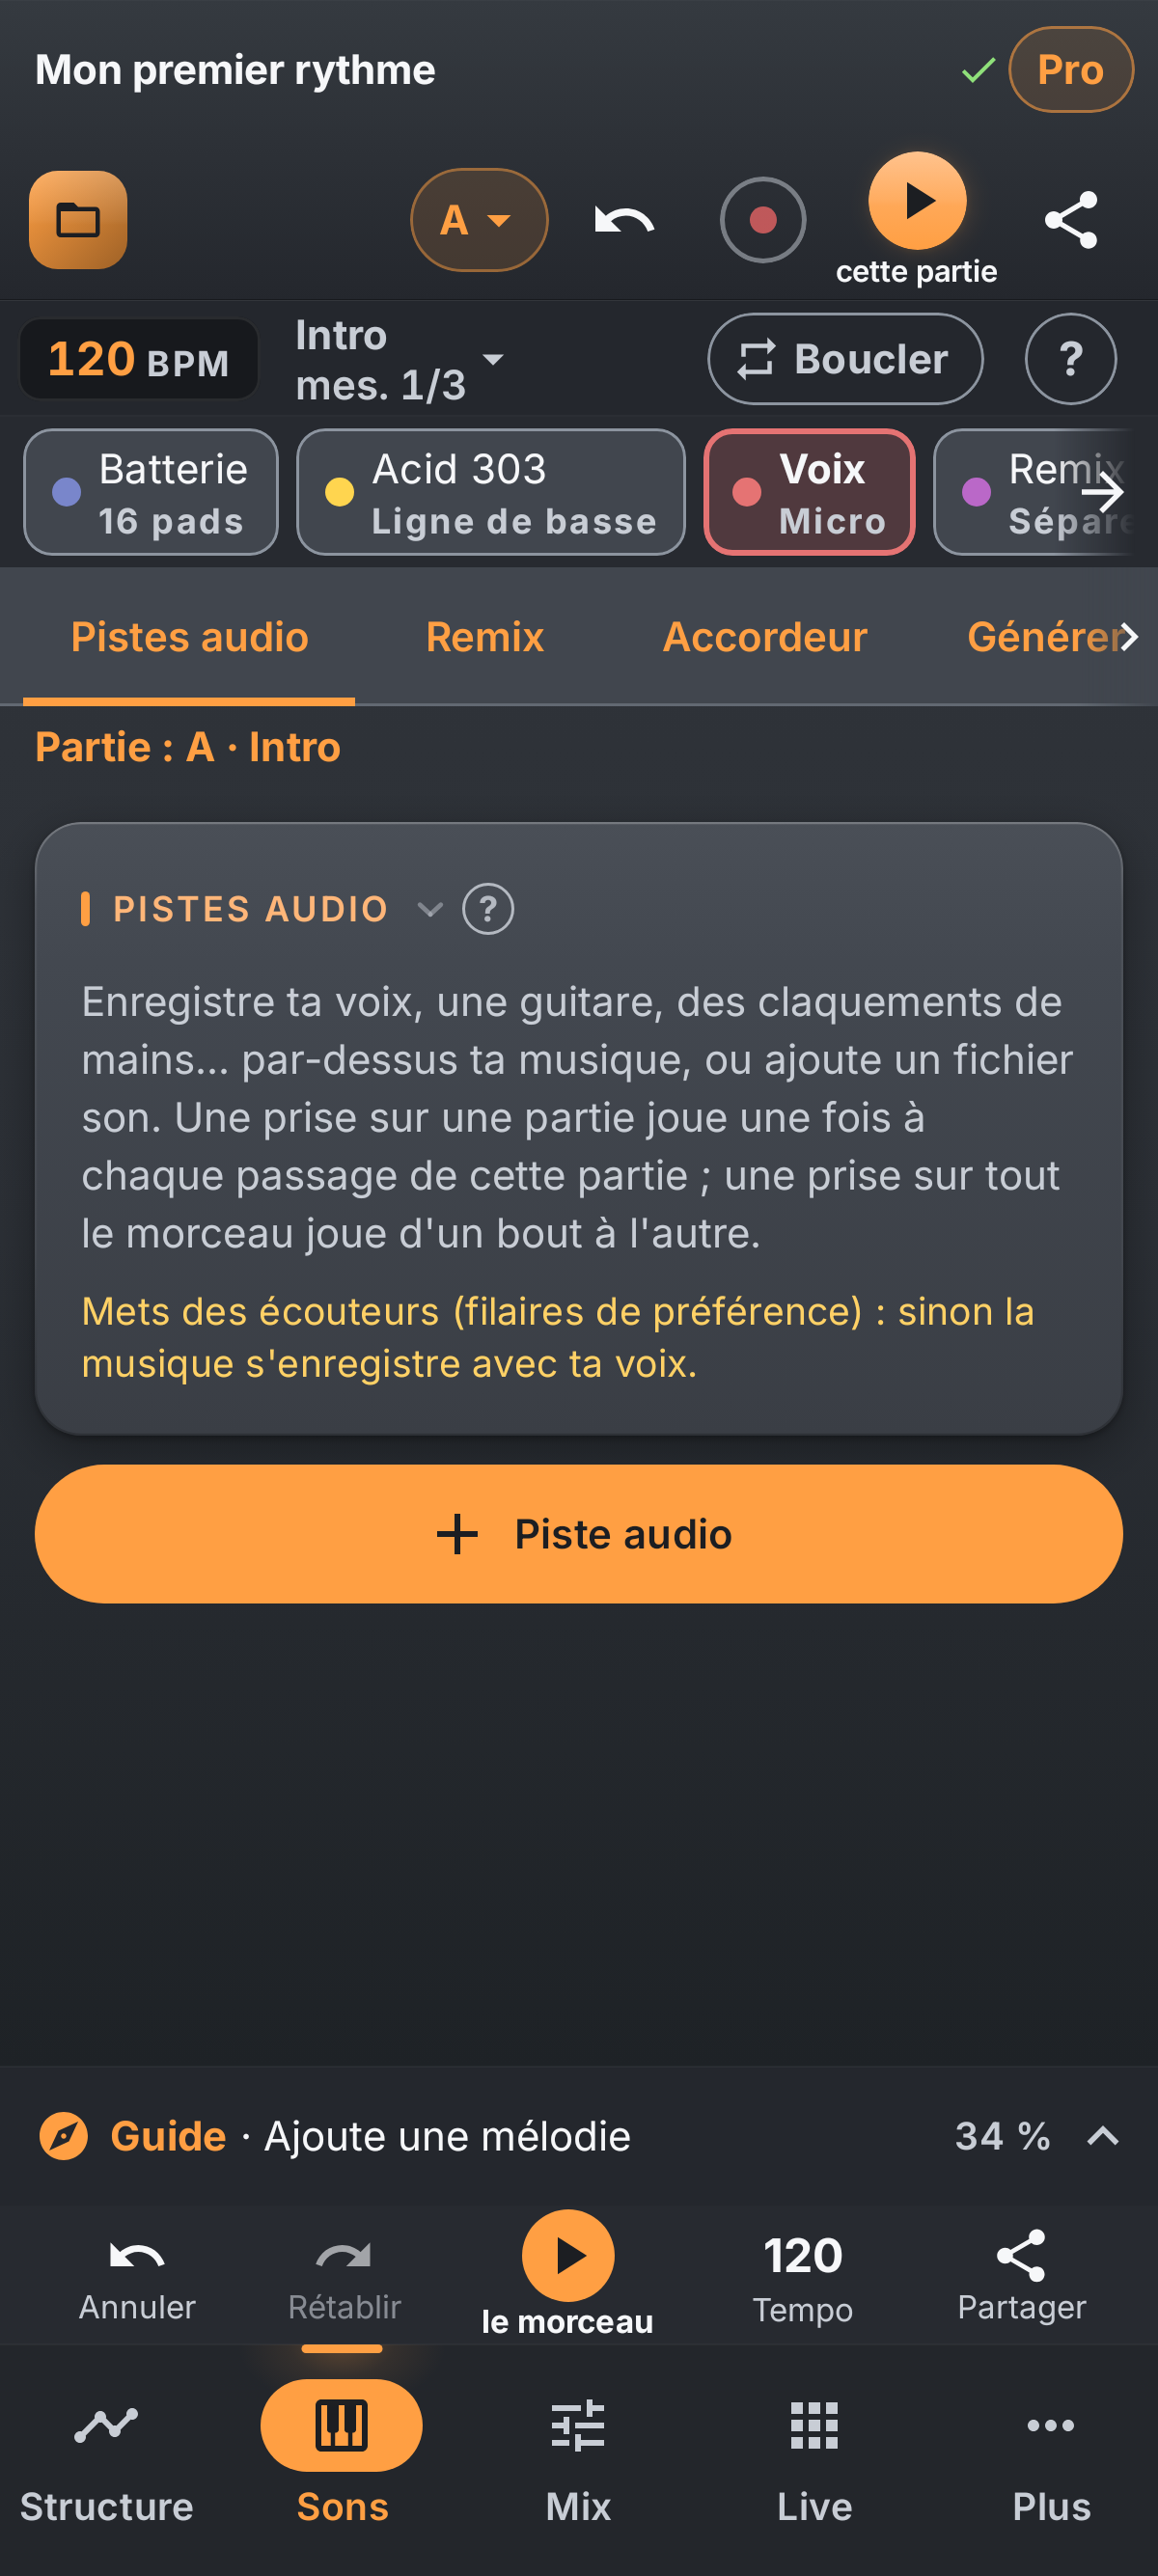 Mon premier rythme
Pro
A
cette partie
120 BPM
Intro
mes. 1/3
Boucler
?
Batterie
16 pads
Acid 303
Ligne de basse
Voix
Micro
Remix
Sépare
Pistes audio
Remix
Accordeur
Générer
Partie : A · Intro
PISTES AUDIO
?
Enregistre ta voix, une guitare, des claquements de
mains... par-dessus ta musique, ou ajoute un fichier
son. Une prise sur une partie joue une fois à
chaque passage de cette partie ; une prise sur tout
le morceau joue d'un bout à l'autre.
Mets des écouteurs (filaires de préférence) : sinon la
musique s'enregistre avec ta voix.
Piste audio
Guide · Ajoute une mélodie
34 %
Annuler
Rétablir
le morceau
120
Tempo
Partager
Structure
Sons
Mix
Live
Plus